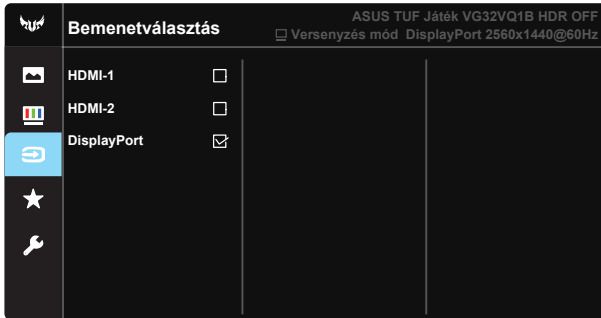 Bemenetválasztás
ASUS TUF Játék VG32VQ1B HDR OFF
Versenyzés mód DisplayPort 2560x1440@60Hz
HDMI-1
HDMI-2
DisplayPort